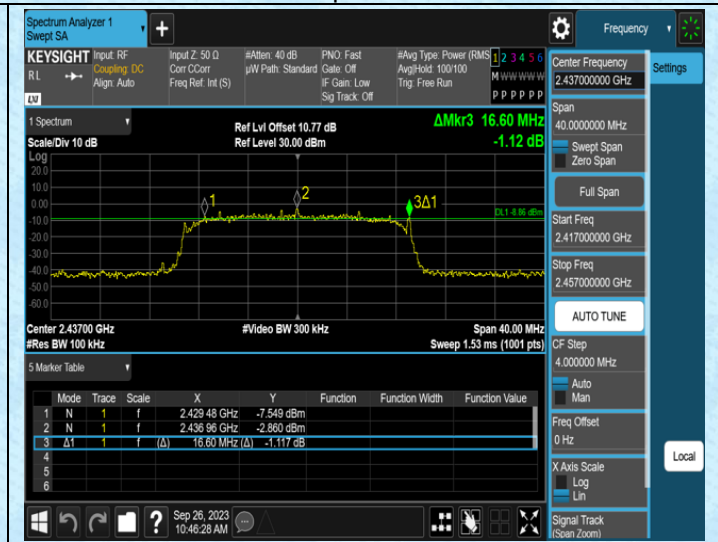 Spectrum Analyzer 1
Swept SA
Frequency
KEYSIGHT
RL
LXI
Input: RF
Coupling: DC
Align: Auto
Input Z: 50 Ω
Corr CCorr
Freq Ref: Int (S)
#Atten: 40 dB
µW Path: Standard
PNO: Fast
Gate: Off
IF Gain: Low
Sig Track: Off
#Avg Type: Power (RMS
Avg|Hold: 100/100
Trig: Free Run
1 2 3 4 5 6
M W W W W W
P P P P P P
Settings
Center Frequency
2.437000000 GHz
Span
40.0000000 MHz
Swept Span
Zero Span
Full Span
Start Freq
2.417000000 GHz
Stop Freq
2.457000000 GHz
AUTO TUNE
CF Step
4.000000 MHz
Auto
Man
Freq Offset
0 Hz
X Axis Scale
Log
Lin
Signal Track
(Span Zoom)
Local
1 Spectrum
Scale/Div 10 dB
Ref Lvl Offset 10.77 dB
Ref Level 30.00 dBm
ΔMkr3 16.60 MHz
-1.12 dB
Log
20.0
10.0
0.00
-10.0
-20.0
-30.0
-40.0
-50.0
-60.0
1
2
3Δ1
DL1 -8.86 dBm
Center 2.43700 GHz
#Video BW 300 kHz
Span 40.00 MHz
#Res BW 100 kHz
Sweep 1.53 ms (1001 pts)
5 Marker Table
Mode Trace Scale X Y Function Function Width Function Value
1 N 1 f 2.429 48 GHz -7.549 dBm
2 N 1 f 2.436 96 GHz -2.860 dBm
3 Δ1 1 f (Δ) 16.60 MHz (Δ) -1.117 dB
4
5
6
?
Sep 26, 2023
10:46:28 AM